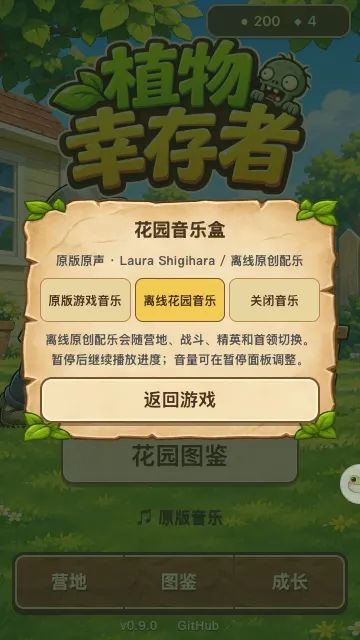 ● 200 ◆ 4
植物
幸存者
花园音乐盒
原版原声 · Laura Shigihara / 离线原创配乐
原版游戏音乐 离线花园音乐 关闭音乐
离线原创配乐会随营地、战斗、精英和首领切换。
暂停后继续播放进度；音量可在暂停面板调整。
返回游戏
花园图鉴
♫ 原版音乐
营地 图鉴 成长
v0.9.0 GitHub